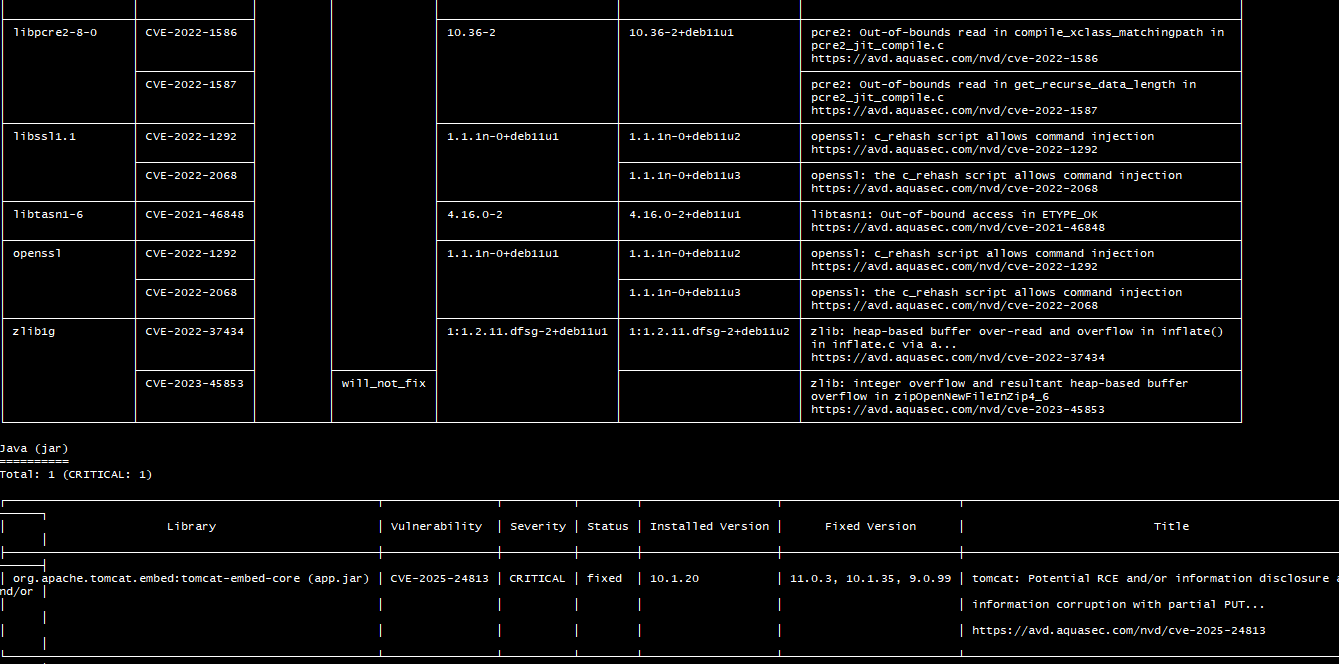 libpcre2-8-0 CVE-2022-1586 10.36-2 10.36-2+deb11u1 pcre2: Out-of-bounds read in compile_xclass_matchingpath in
pcre2_jit_compile.c
https://avd.aquasec.com/nvd/cve-2022-1586
CVE-2022-1587 pcre2: Out-of-bounds read in get_recurse_data_length in
pcre2_jit_compile.c
https://avd.aquasec.com/nvd/cve-2022-1587
libssl1.1 CVE-2022-1292 1.1.1n-0+deb11u1 1.1.1n-0+deb11u2 openssl: c_rehash script allows command injection
https://avd.aquasec.com/nvd/cve-2022-1292
CVE-2022-2068 1.1.1n-0+deb11u3 openssl: the c_rehash script allows command injection
https://avd.aquasec.com/nvd/cve-2022-2068
libtasn1-6 CVE-2021-46848 4.16.0-2 4.16.0-2+deb11u1 libtasn1: Out-of-bound access in ETYPE_OK
https://avd.aquasec.com/nvd/cve-2021-46848
openssl CVE-2022-1292 1.1.1n-0+deb11u1 1.1.1n-0+deb11u2 openssl: c_rehash script allows command injection
https://avd.aquasec.com/nvd/cve-2022-1292
CVE-2022-2068 1.1.1n-0+deb11u3 openssl: the c_rehash script allows command injection
https://avd.aquasec.com/nvd/cve-2022-2068
zlib1g CVE-2022-37434 1:1.2.11.dfsg-2+deb11u1 1:1.2.11.dfsg-2+deb11u2 zlib: heap-based buffer over-read and overflow in inflate()
in inflate.c via a...
https://avd.aquasec.com/nvd/cve-2022-37434
CVE-2023-45853 will_not_fix zlib: integer overflow and resultant heap-based buffer
overflow in zipOpenNewFileInZip4_6
https://avd.aquasec.com/nvd/cve-2023-45853
Java (jar)
==========
Total: 1 (CRITICAL: 1)
Library Vulnerability Severity Status Installed Version Fixed Version Title
org.apache.tomcat.embed:tomcat-embed-core (app.jar) CVE-2025-24813 CRITICAL fixed 10.1.20 11.0.3, 10.1.35, 9.0.99 tomcat: Potential RCE and/or information disclosure a
nd/or
information corruption with partial PUT...
https://avd.aquasec.com/nvd/cve-2025-24813